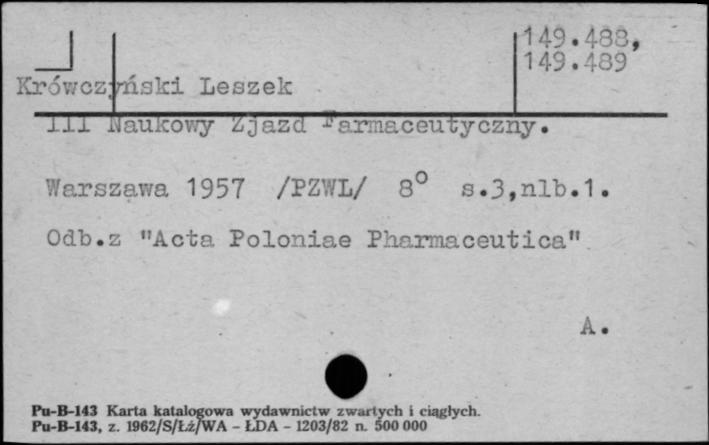 149.488,
149.489
Krówczyński Leszek
III Naukowy Zjazd Farmaceutyczny.
Warszawa 1957 /PZWL/ 8° s.3,nlb.1.
Odb.z "Acta Poloniae Pharmaceutica"
A.
Pu-B-143 Karta katalogowa wydawnictw zwartych i ciągłych.
Pu-B-143, z. 1962/S/Łź/WA - ŁDA - 1203/82 n. 500 000